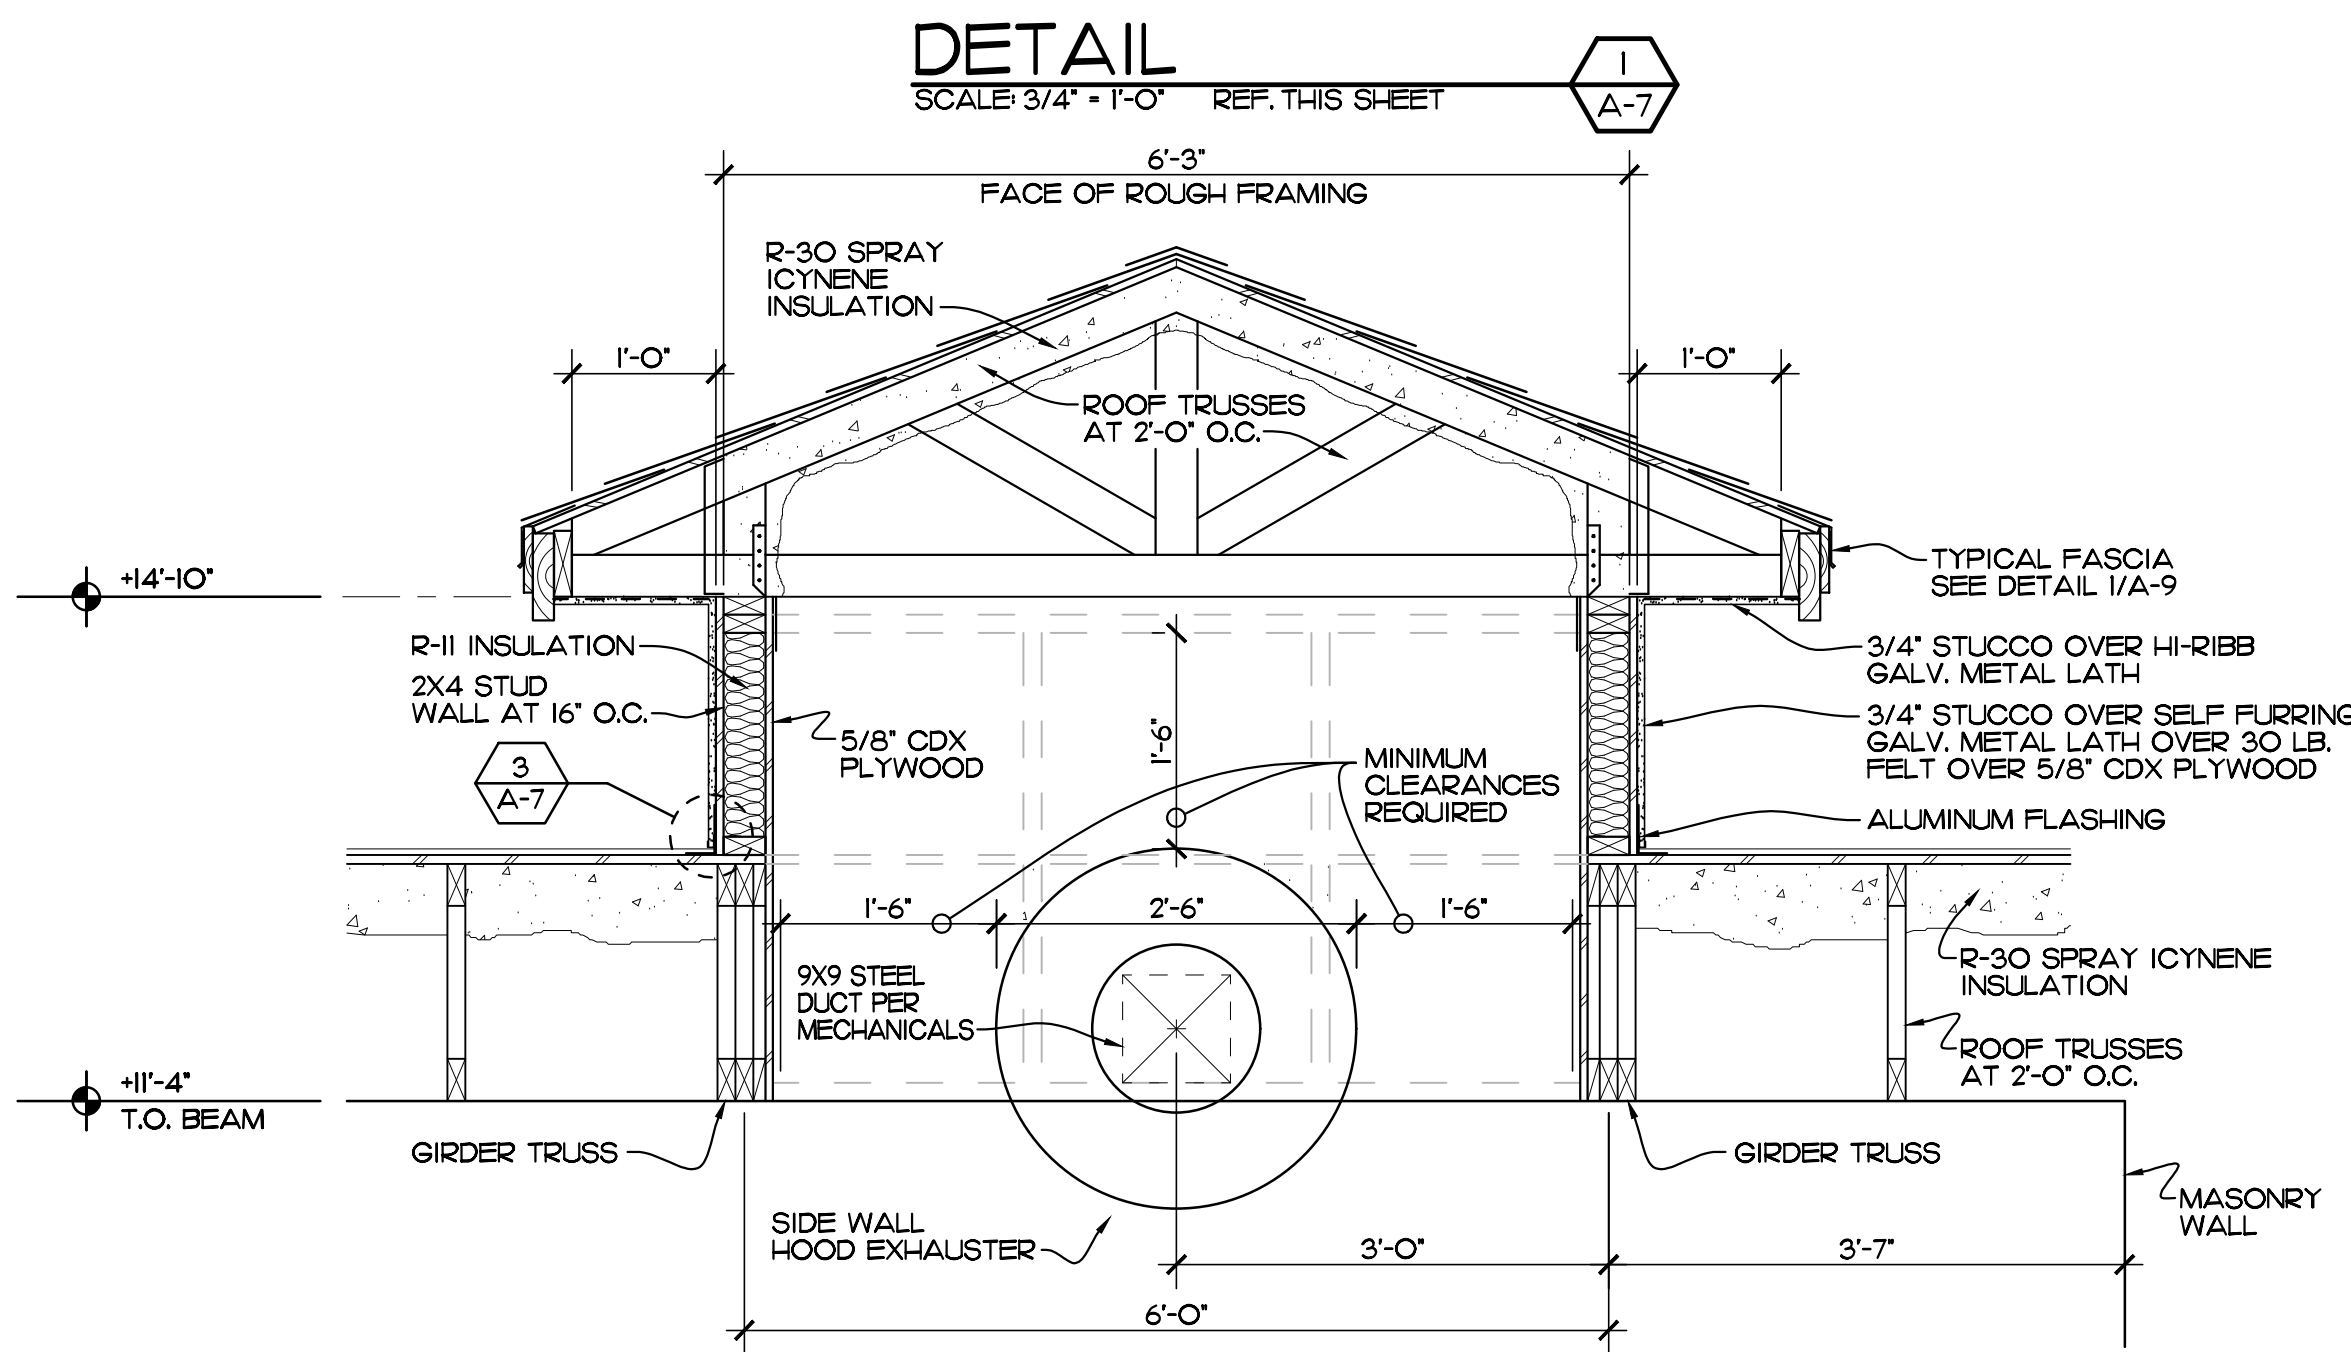 DETAIL
SCALE: 3/4" = 1'-0" REF. THIS SHEET
1
A-7
6'-3"
FACE OF ROUGH FRAMING
R-30 SPRAY
ICYNENE
INSULATION
1'-0"
1'-0"
ROOF TRUSSES
AT 2'-0" O.C.
+14'-10"
TYPICAL FASCIA
SEE DETAIL 1/A-9
R-11 INSULATION
2X4 STUD
WALL AT 16" O.C.
3/4" STUCCO OVER HI-RIBB
GALV. METAL LATH
3/4" STUCCO OVER SELF FURRING
GALV. METAL LATH OVER 30 LB.
FELT OVER 5/8" CDX PLYWOOD
5/8" CDX
PLYWOOD
1'-6"
MINIMUM
CLEARANCES
REQUIRED
3
A-7
ALUMINUM FLASHING
1'-6"
2'-6"
1'-6"
9X9 STEEL
DUCT PER
MECHANICALS
R-30 SPRAY ICYNENE
INSULATION
ROOF TRUSSES
AT 2'-0" O.C.
+11'-4"
T.O. BEAM
GIRDER TRUSS
GIRDER TRUSS
MASONRY
WALL
SIDE WALL
HOOD EXHAUSTER
3'-0"
3'-7"
6'-0"